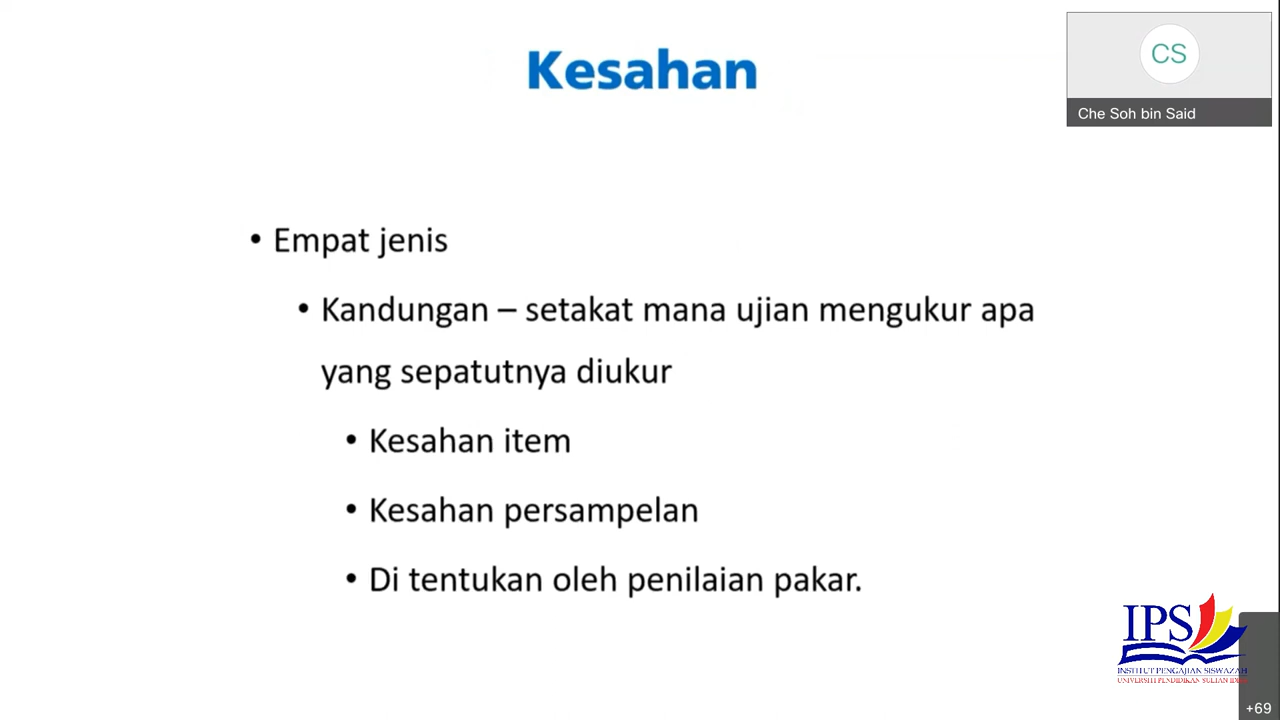 Kesahan
CS
Che Soh bin Said
• Empat jenis
• Kandungan – setakat mana ujian mengukur apa
yang sepatutnya diukur
• Kesahan item
• Kesahan persampelan
• Di tentukan oleh penilaian pakar.
IPS
INSTITUT PENGAJIAN SISWAZAH
UNIVERSITI PENDIDIKAN SULTAN
+69